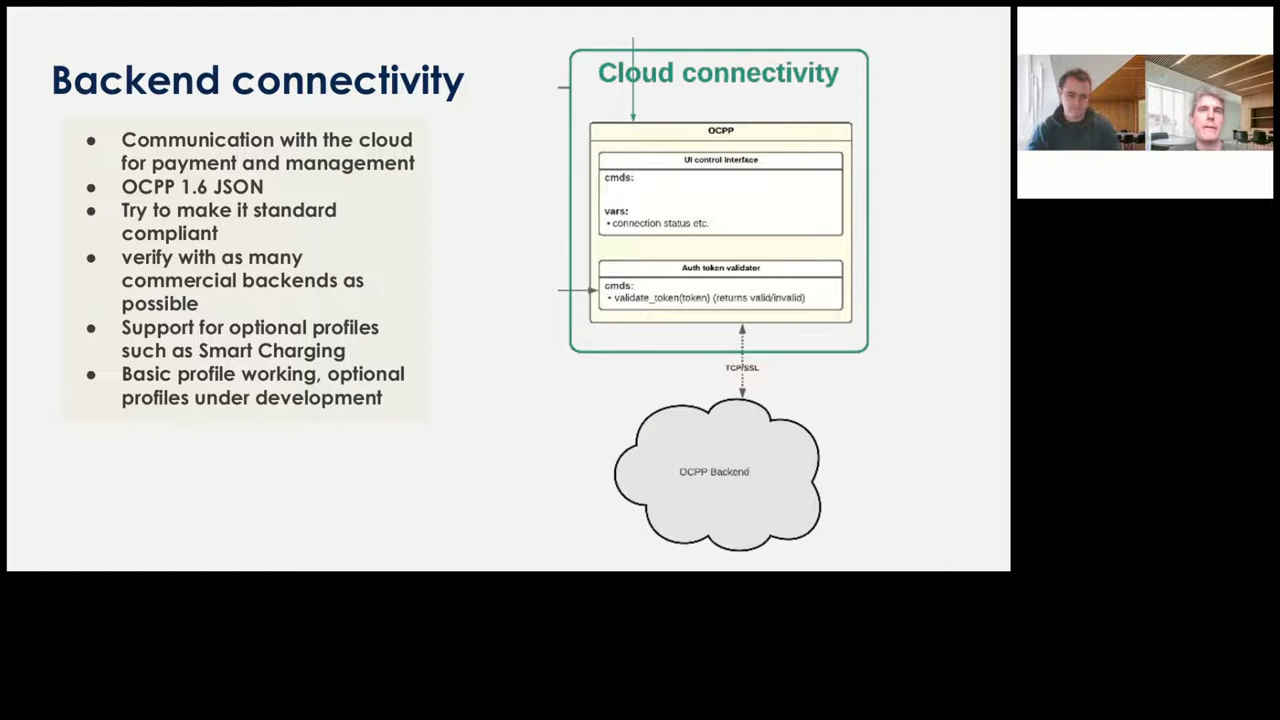 Backend connectivity
● Communication with the cloud
for payment and management
● OCPP 1.6 JSON
● Try to make it standard
compliant
● verify with as many
commercial backends as
possible
● Support for optional profiles
such as Smart Charging
● Basic profile working, optional
profiles under development
Cloud connectivity
OCPP
UI control interface
cmds:
vars:
• connection status etc.
Auth token validator
cmds:
• validate_token(token) (returns valid/invalid)
TCP/SSL
OCPP Backend